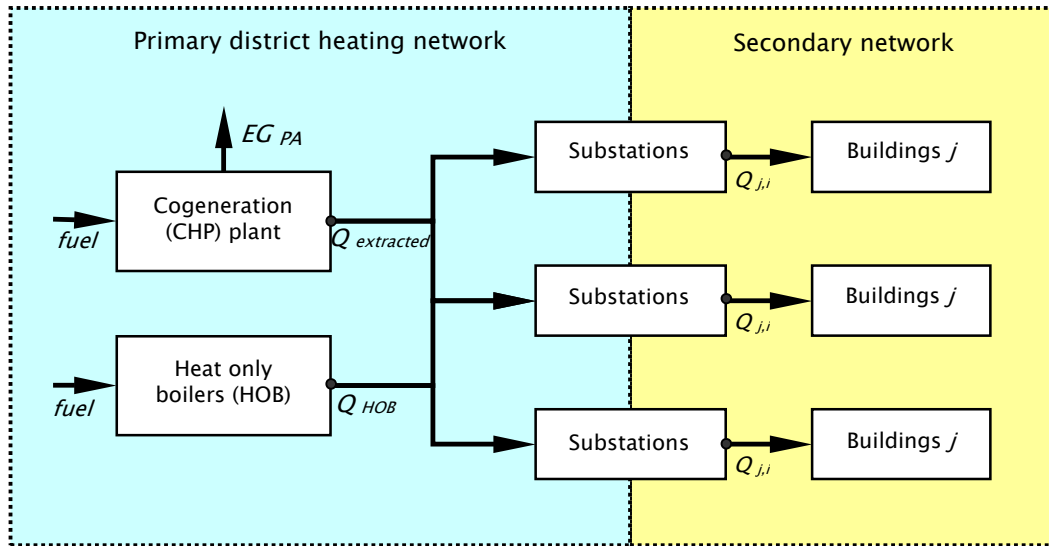 Primary district heating network
Secondary network
EG PA
Substations
Buildings j
Cogeneration
(CHP) plant
Q j,i
fuel
Q extracted
Substations
Buildings j
Q j,i
Heat only
boilers (HOB)
fuel
Q HOB
Substations
Buildings j
Q j,i